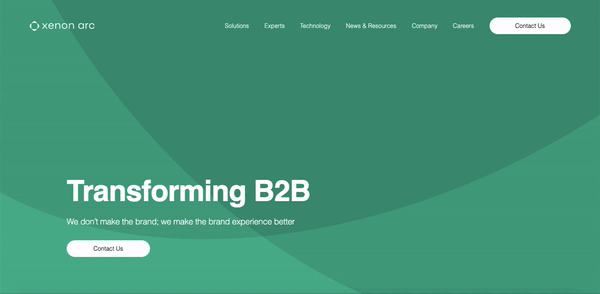 xenon arc
Solutions Experts Technology News & Resources Company Careers Contact Us
Transforming B2B
We don't make the brand; we make the brand experience better
Contact Us